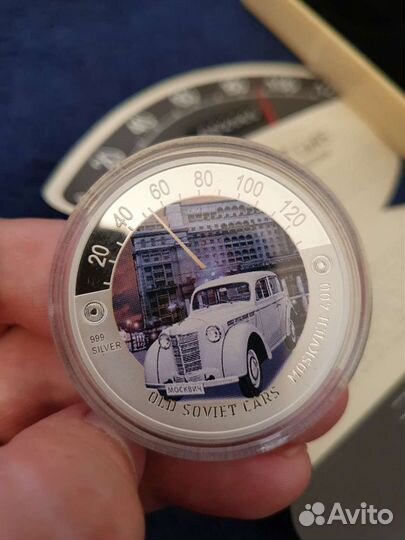 20 40 60 80 100 120
999
SILVER
МОСКВИЧ
OLD SOVIET CARS
MOSKVICH 400
Avito